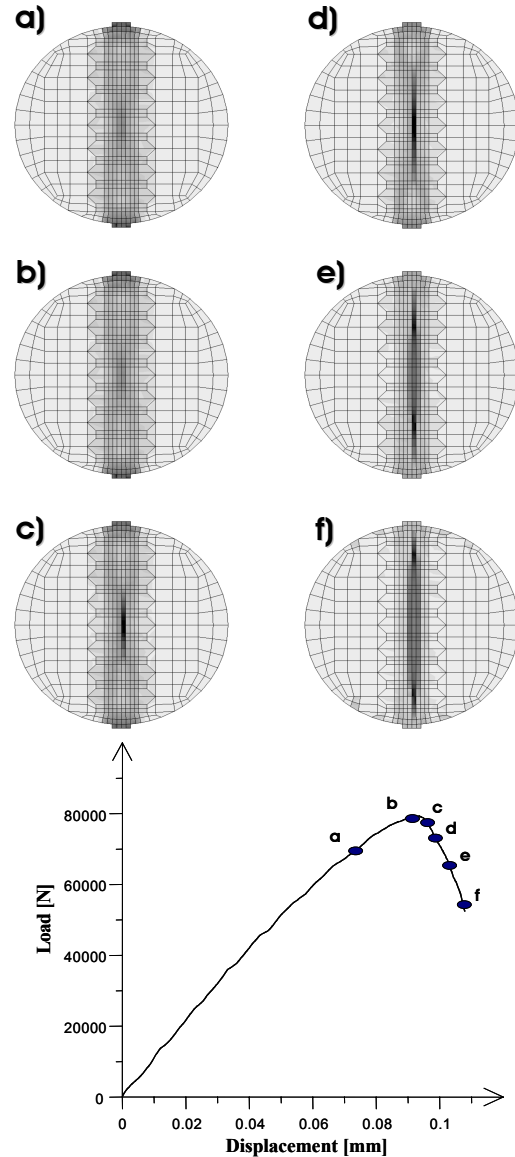 a) d)
b) e)
c) f)
80000
60000
40000
20000
0
Load [N]
a
b
c
d
e
f
0 0.02 0.04 0.06 0.08 0.1
Displacement [mm]